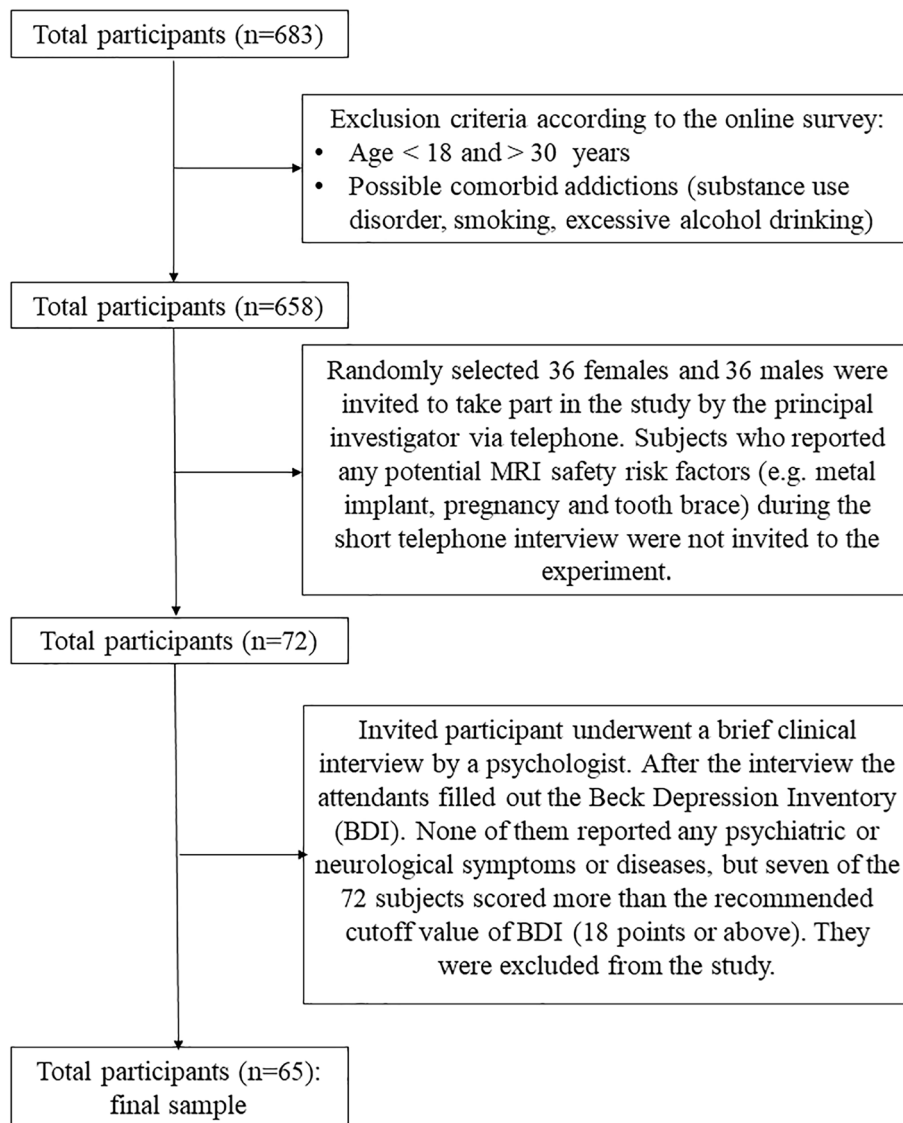 Total participants (n=683)
Exclusion criteria according to the online survey:
• Age < 18 and > 30 years
• Possible comorbid addictions (substance use
disorder, smoking, excessive alcohol drinking)
Total participants (n=658)
Randomly selected 36 females and 36 males were
invited to take part in the study by the principal
investigator via telephone. Subjects who reported
any potential MRI safety risk factors (e.g. metal
implant, pregnancy and tooth brace) during the
short telephone interview were not invited to the
experiment.
Total participants (n=72)
Invited participant underwent a brief clinical
interview by a psychologist. After the interview the
attendants filled out the Beck Depression Inventory
(BDI). None of them reported any psychiatric or
neurological symptoms or diseases, but seven of the
72 subjects scored more than the recommended
cutoff value of BDI (18 points or above). They
were excluded from the study.
Total participants (n=65):
final sample